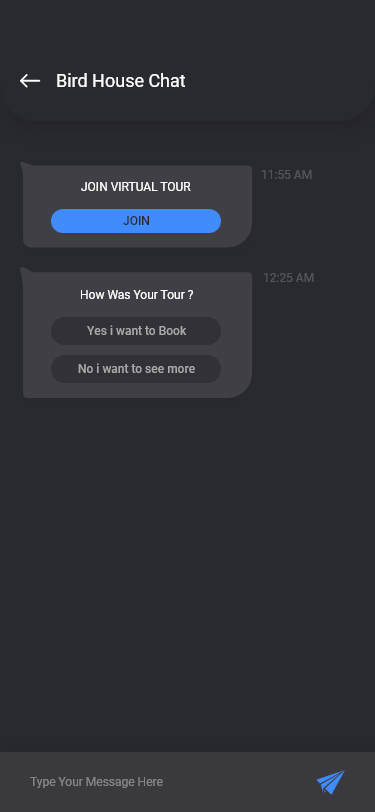 Bird House Chat
JOIN VIRTUAL TOUR
11:55 AM
JOIN
How Was Your Tour ?
12:25 AM
Yes i want to Book
No i want to see more
Type Your Message Here